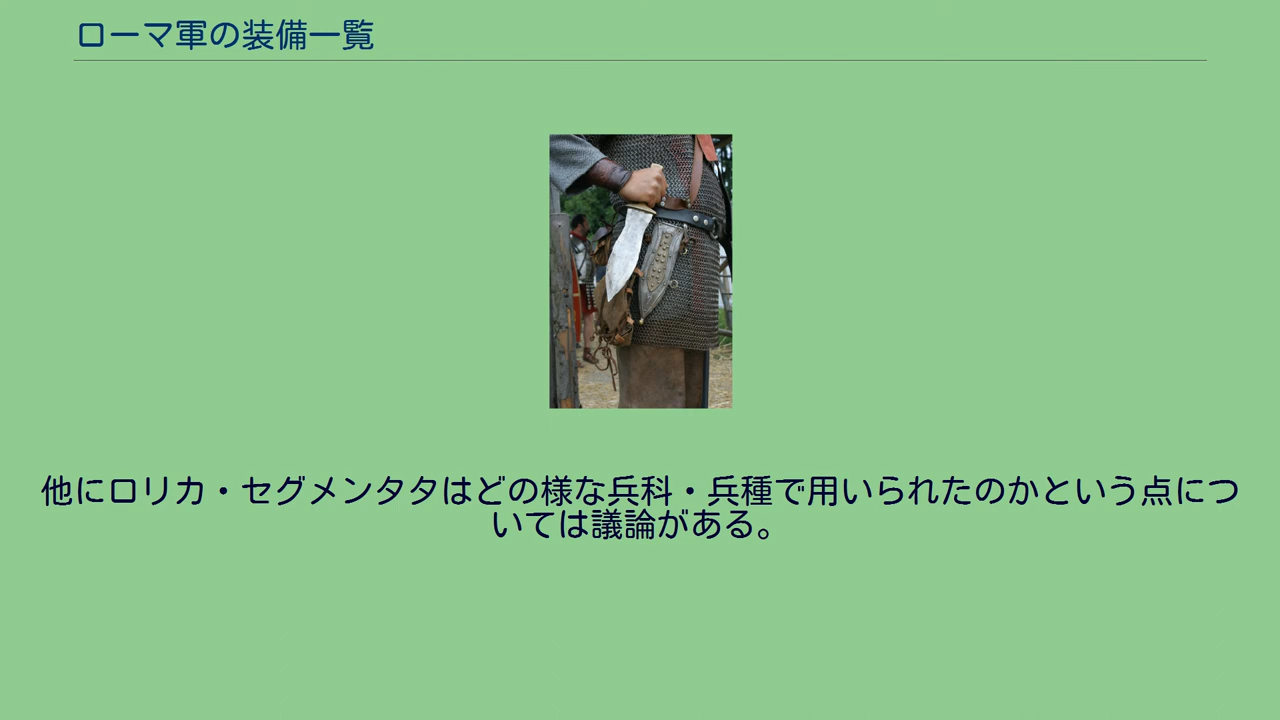 ローマ軍の装備一覧
他にロリカ・セグメンタタはどの様な兵科・兵種で用いられたのかという点につ
いては議論がある。